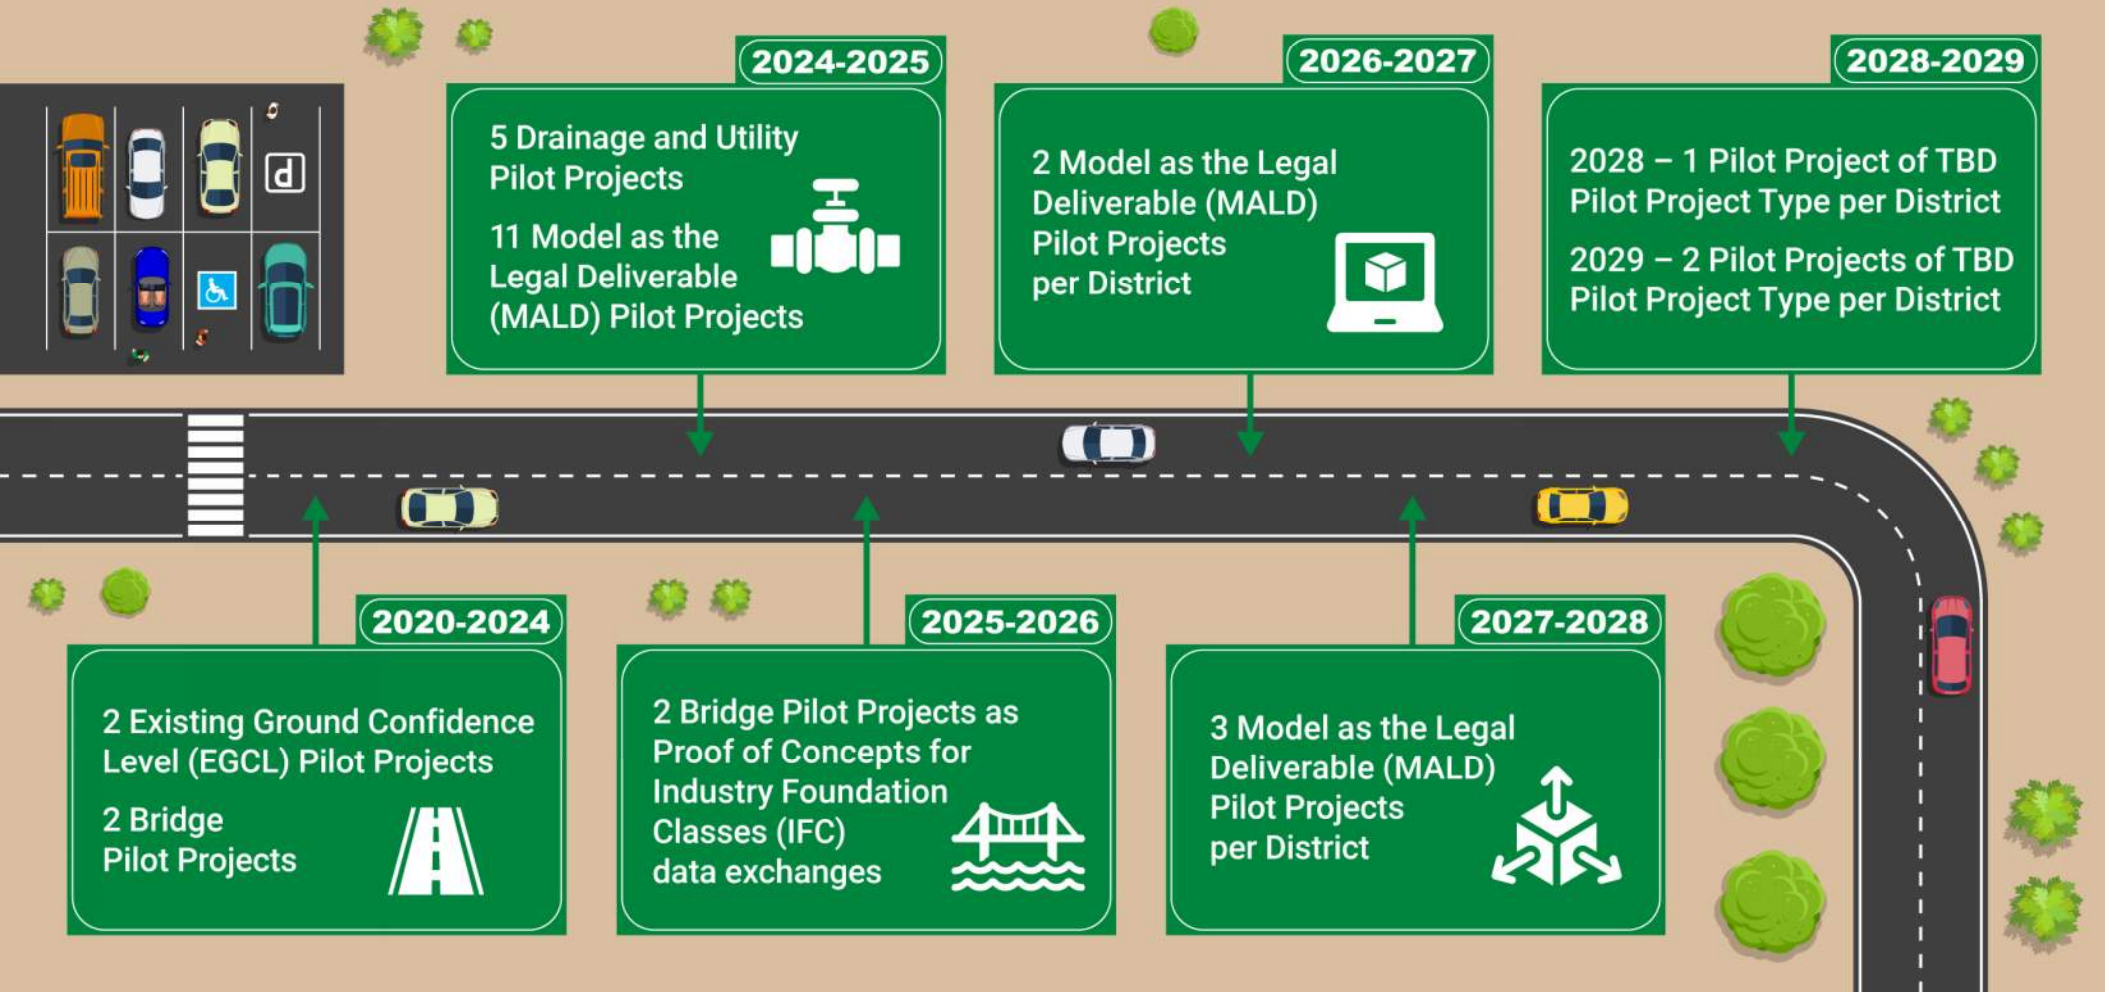 2024-2025
5 Drainage and Utility
Pilot Projects
11 Model as the
Legal Deliverable
(MALD) Pilot Projects
2026-2027
2 Model as the Legal
Deliverable (MALD)
Pilot Projects
per District
2028-2029
2028 – 1 Pilot Project of TBD
Pilot Project Type per District
2029 – 2 Pilot Projects of TBD
Pilot Project Type per District
P
2020-2024
2 Existing Ground Confidence
Level (EGCL) Pilot Projects
2 Bridge
Pilot Projects
2025-2026
2 Bridge Pilot Projects as
Proof of Concepts for
Industry Foundation
Classes (IFC)
data exchanges
2027-2028
3 Model as the Legal
Deliverable (MALD)
Pilot Projects
per District